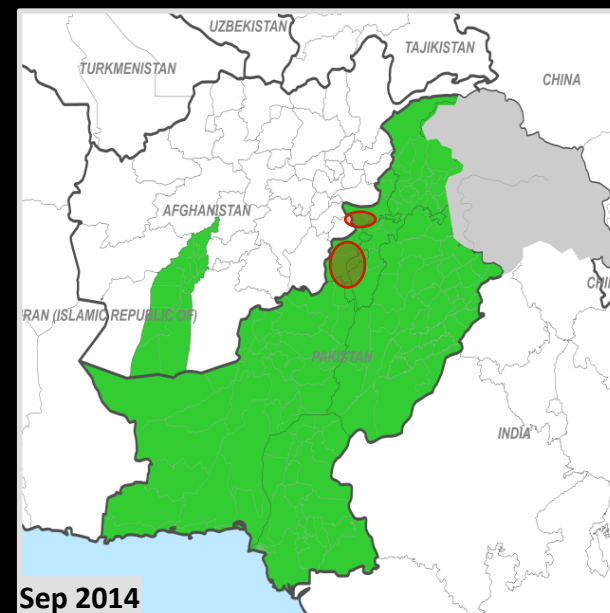 UZBEKISTAN
TAJIKISTAN
TURKMENISTAN
CHINA
AFGHANISTAN
RAN (ISLAMIC REPUBLIC OF)
CHI
PAKISTAN
INDIA
Sep 2014